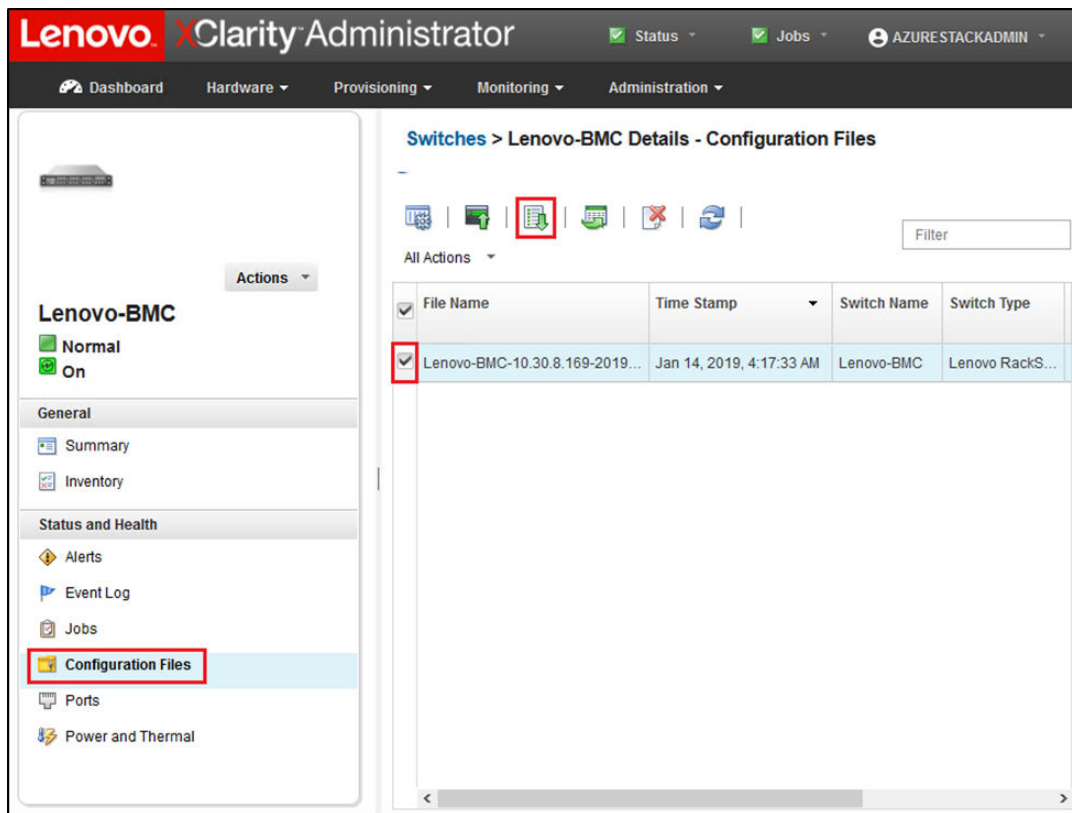 Lenovo. XClarity Administrator
Status
Jobs
AZURESTACKADMIN
Dashboard
Hardware
Provisioning
Monitoring
Administration
Switches > Lenovo-BMC Details - Configuration Files
Filter
All Actions
Actions
Lenovo-BMC
Normal
On
General
Summary
Inventory
Status and Health
Alerts
Event Log
Jobs
Configuration Files
Ports
Power and Thermal
File Name Time Stamp Switch Name Switch Type
Lenovo-BMC-10.30.8.169-2019... Jan 14, 2019, 4:17:33 AM Lenovo-BMC Lenovo RackS...